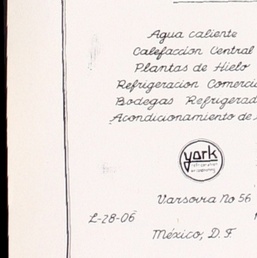 Agua caliente
Calefaccion Central
Plantas de Hielo
Refrigeracion
Bodegas
Acondicionamiento de
york
Varsovia No 56
L-28-06
México, D. F.